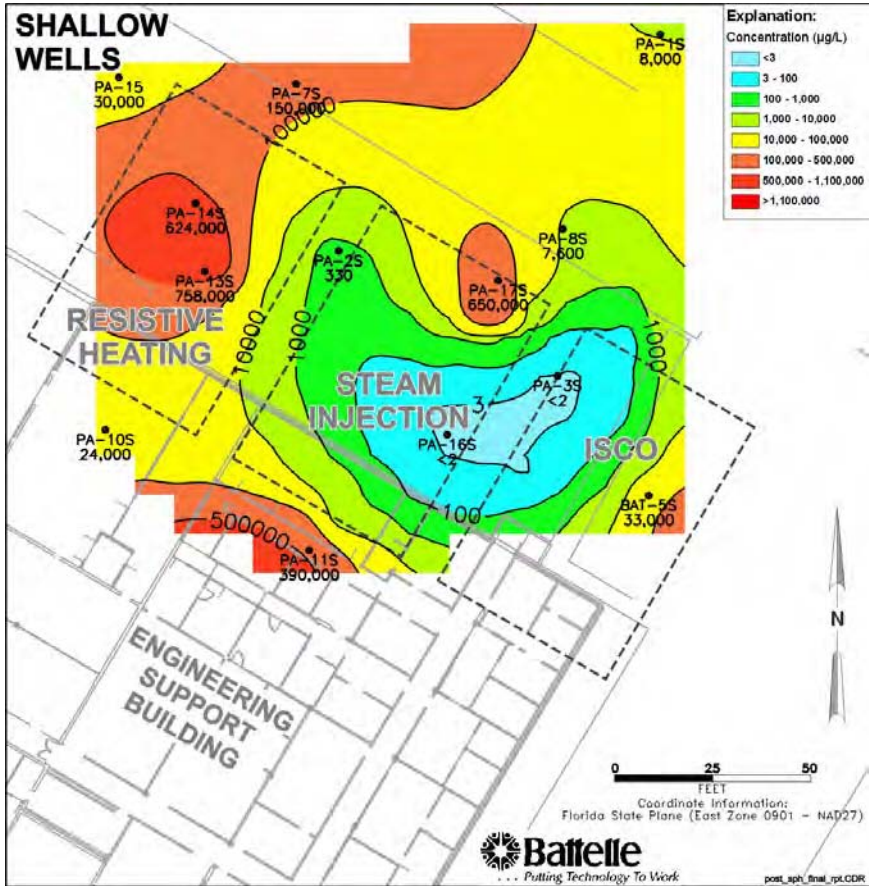 SHALLOW
WELLS
Explanation:
Concentration (µg/L)
<3
3 - 100
100 - 1,000
1,000 - 10,000
10,000 - 100,000
100,000 - 500,000
500,000 - 1,100,000
>1,100,000
PA-1S
8,000
PA-15
30,000
PA-7S
150,000
100000
PA-14S
624,000
PA-13S
758,000
PA-2S
330
PA-8S
7,600
PA-17S
650,000
RESISTIVE
HEATING
10000
1000
1000
STEAM
INJECTION
3
PA-3S
<2
PA-16S
<2
ISCO
PA-10S
24,000
100
BAT-5S
33,000
500000
PA-11S
390,000
ENGINEERING
SUPPORT
BUILDING
N
0 25 50
FEET
Coordinate Information:
Florida State Plane (East Zone 0901 - NAD27)
Battelle
... Putting Technology To Work
post_sph_final_rpt.CDR